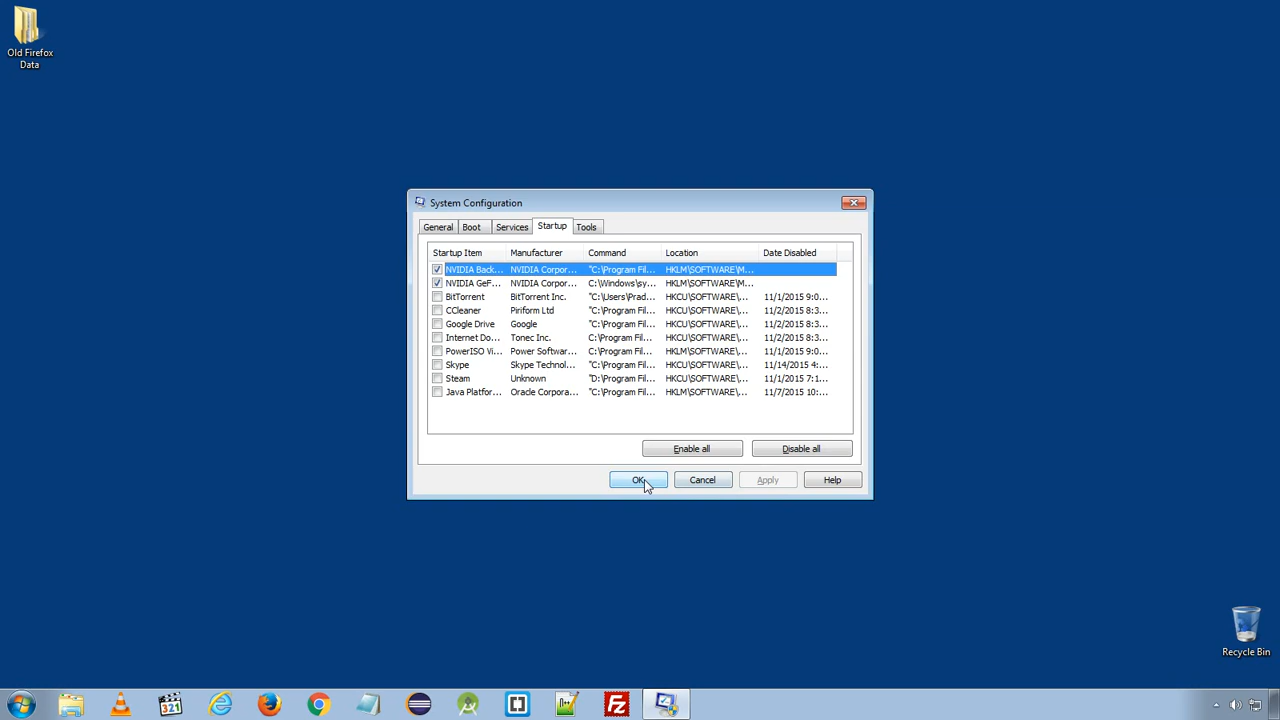 Old Firefox
Data
System Configuration
General Boot Services Startup Tools
Startup Item Manufacturer Command Location Date Disabled
NVIDIA Back... NVIDIA Corpor... "C:\Program Fil... HKLM\SOFTWARE\M...
NVIDIA GeF... NVIDIA Corpor... C:\Windows\sy... HKLM\SOFTWARE\M...
BitTorrent BitTorrent Inc. "C:\Users\Prad... HKCU\SOFTWARE\... 11/1/2015 9:0...
CCleaner Piriform Ltd "C:\Program Fil... HKCU\SOFTWARE\... 11/2/2015 8:3...
Google Drive Google "C:\Program Fil... HKCU\SOFTWARE\... 11/2/2015 8:3...
Internet Do... Tonec Inc. C:\Program Fil... HKCU\SOFTWARE\... 11/2/2015 8:3...
PowerISO Vi... Power Softwar... C:\Program Fil... HKLM\SOFTWARE\... 11/1/2015 9:0...
Skype Skype Technol... "C:\Program Fil... HKCU\SOFTWARE\... 11/14/2015 4:...
Steam Unknown "D:\Program Fil... HKCU\SOFTWARE\... 11/1/2015 7:1...
Java Platfor... Oracle Corpora... "C:\Program Fil... HKLM\SOFTWARE\... 11/7/2015 10:...
Enable all Disable all
OK Cancel Apply Help
Recycle Bin
321
Fz